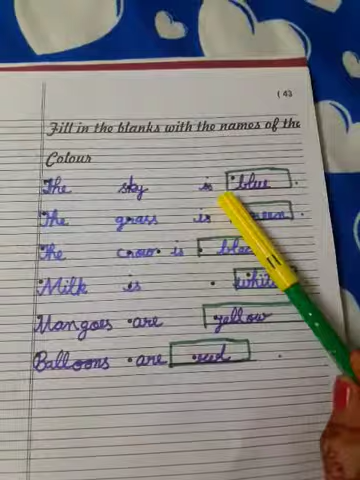 ( 43
Fill in the blanks with the names of the
Colour
The sky is blue .
The grass is .
The crow is
Milk is white
Mangoes are yellow
Balloons are red .